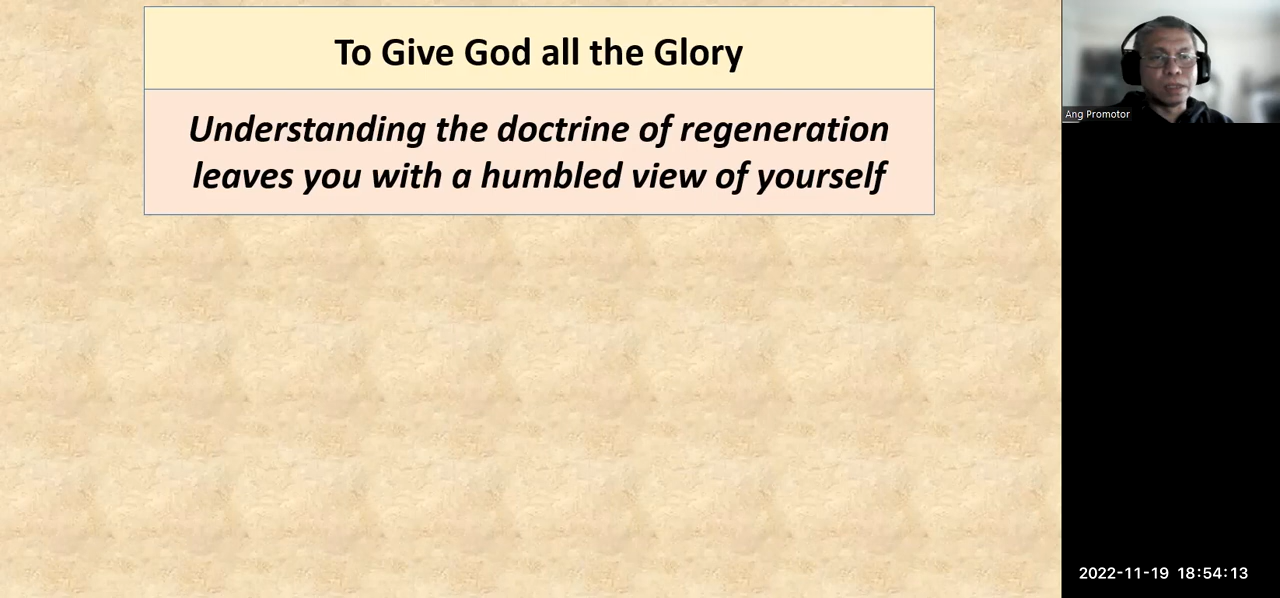 To Give God all the Glory
Understanding the doctrine of regeneration
leaves you with a humbled view of yourself
Ang Promotor
2022-11-19 18:54:13